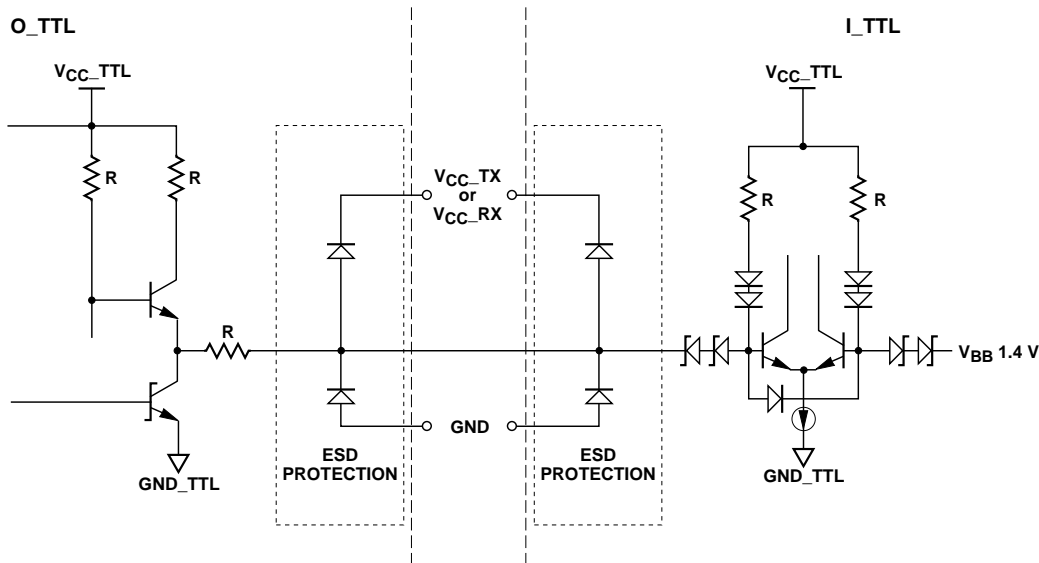 O_TTL
I_TTL
VCC_TTL
VCC_TTL
R
R
VCC_TX
or
VCC_RX
R
R
R
VBB 1.4 V
GND
ESD
PROTECTION
ESD
PROTECTION
GND_TTL
GND_TTL